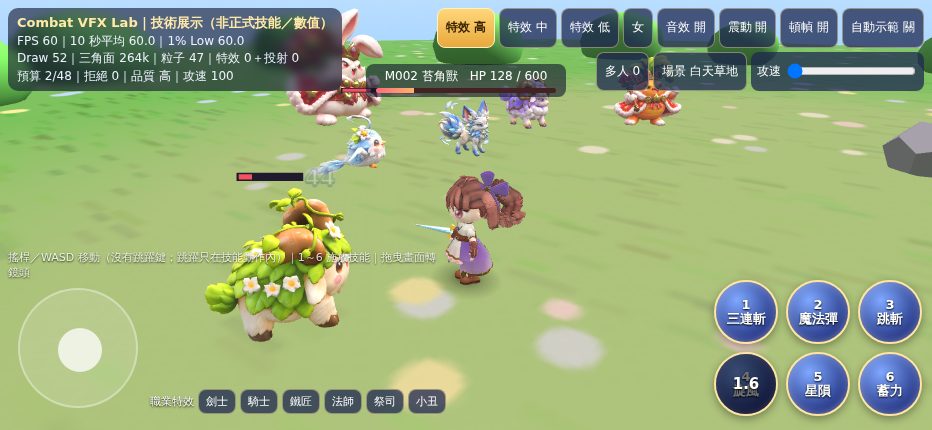 Combat VFX Lab｜技術展示（非正式技能／數值）
FPS 60｜10 秒平均 60.0｜1% Low 60.0
Draw 52｜三角面 264k｜粒子 47｜特效 0＋投射 0
預算 2/48｜拒絕 0｜品質 高｜攻速 100
特效 高
特效 中
特效 低
女
音效 開
震動 開
頓幀 開
自動示範 關
多人 0
場景 白天草地
攻速
M002 苔角獸 HP 128 / 600
44
搖桿／WASD 移動（沒有跳躍鍵；跳躍只在技能動作內）｜1～6 施放技能｜拖曳畫面轉
鏡頭
1
三連斬
2
魔法彈
3
跳斬
4
1.6
旋風
5
星隕
6
蓄力
職業特效
劍士
騎士
鐵匠
法師
祭司
小丑